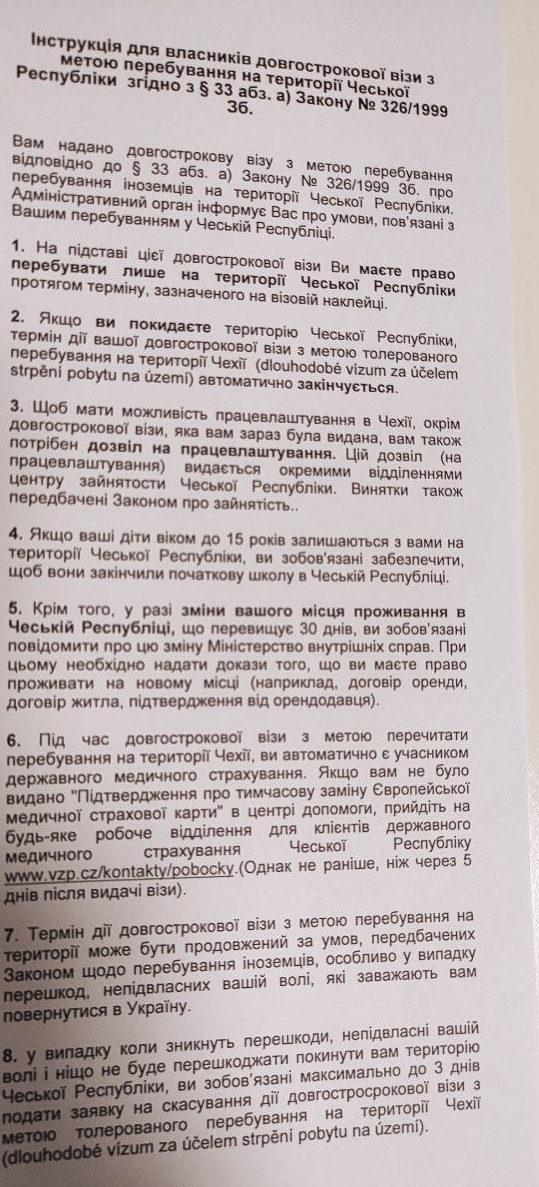 Інструкція для власників довгострокової візи з
метою перебування на території Чеської
Республіки згідно з § 33 абз. а) Закону № 326/1999
Зб.
Вам надано довгострокову візу з метою перебування
відповідно до § 33 абз. а) Закону № 326/1999 Зб. про
перебування іноземців на території Чеської Республіки.
Адміністративний орган інформує Вас про умови, пов'язані з
Вашим перебуванням у Чеській Республіці.
1. На підставі цієї довгострокової візи Ви маєте право
перебувати лише на території Чеської Республіки
протягом терміну, зазначеного на візовій наклейці.
2. Якщо ви покидаєте територію Чеської Республіки,
термін дії вашої довгострокової візи з метою толерованого
перебування на території Чехії (dlouhodobé vízum za účelem
strpění pobytu na území) автоматично закінчується.
3. Щоб мати можливість працевлаштування в Чехії, окрім
довгострокової візи, яка вам зараз була видана, вам також
потрібен дозвіл на працевлаштування. Цій дозвіл (на
працевлаштування) видається окремими відділеннями
центру зайнятости Чеської Республіки. Винятки також
передбачені Законом про зайнятість..
4. Якщо ваші діти віком до 15 років залишаються з вами на
території Чеської Республіки, ви зобов'язані забезпечити,
щоб вони закінчили початкову школу в Чеській Республіці.
5. Крім того, у разі зміни вашого місця проживання в
Чеській Республіці, що перевищує 30 днів, ви зобов'язані
повідомити про цю зміну Міністерство внутрішніх справ. При
цьому необхідно надати докази того, що ви маєте право
проживати на новому місці (наприклад, договір оренди,
договір житла, підтвердження від орендодавця).
6. Під час довгострокової візи з метою перечитати
перебування на території Чехії, ви автоматично є учасником
державного медичного страхування. Якщо вам не було
видано "Підтвердження про тимчасову заміну Європейської
медичної страхової карти" в центрі допомоги, прийдіть на
будь-яке робоче відділення для клієнтів державного
медичного страхування Чеської Республіку
www.vzp.cz/kontakty/pobocky.(Однак не раніше, ніж через 5
днів після видачі візи).
7. Термін дії довгострокової візи з метою перебування на
території може бути продовжений за умов, передбачених
Законом щодо перебування іноземців, особливо у випадку
перешкод, непідвласних вашій волі, які заважають вам
повернутися в Україну.
8. у випадку коли зникнуть перешкоди, непідвласні вашій
волі і ніщо не буде перешкоджати покинути вам територію
Чеської Республіки, ви зобов'язані максимально до 3 днів
подати заявку на скасування дії довгостросрокової візи з
метою толерованого перебування на території Чехії
(dlouhodobé vízum za účelem strpění pobytu na území).